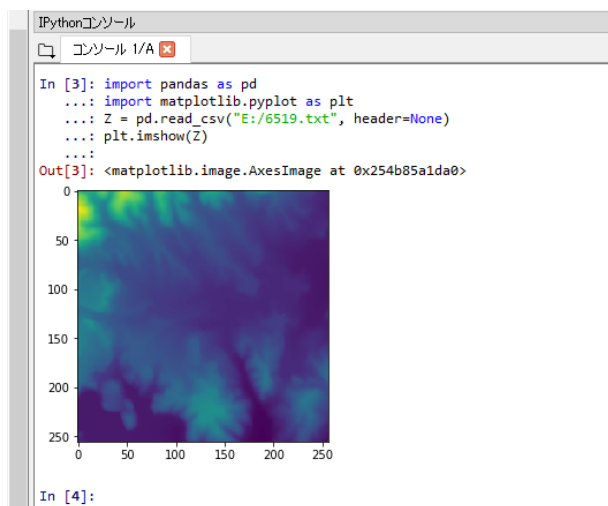 IPythonコンソール
コンソール 1/A
In [3]: import pandas as pd
...: import matplotlib.pyplot as plt
...: Z = pd.read_csv("E:/6519.txt", header=None)
...: plt.imshow(Z)
...:
Out[3]: <matplotlib.image.AxesImage at 0x254b85a1da0>
0
50
100
150
200
250
0 50 100 150 200 250
In [4]: